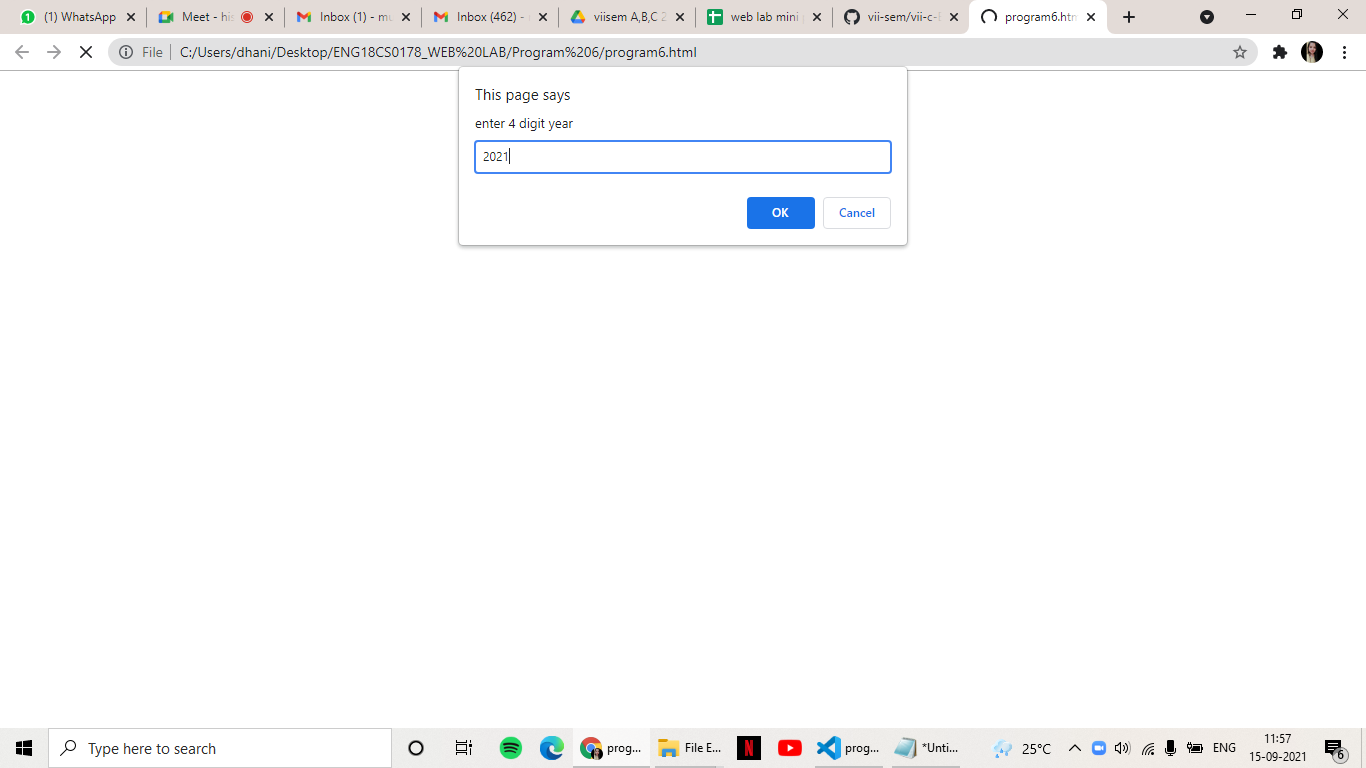 1 (1) WhatsApp
Meet - his
Inbox (1) - mu
Inbox (462) -
viisem A,B,C 2
web lab mini
vii-sem/vii-c-
program6.htm
File C:/Users/dhani/Desktop/ENG18CS0178_WEB%20LAB/Program%206/program6.html
This page says
enter 4 digit year
2021
OK Cancel
Type here to search
prog...
File E...
N
prog...
*Unti...
25°C
ENG
11:57
15-09-2021
6